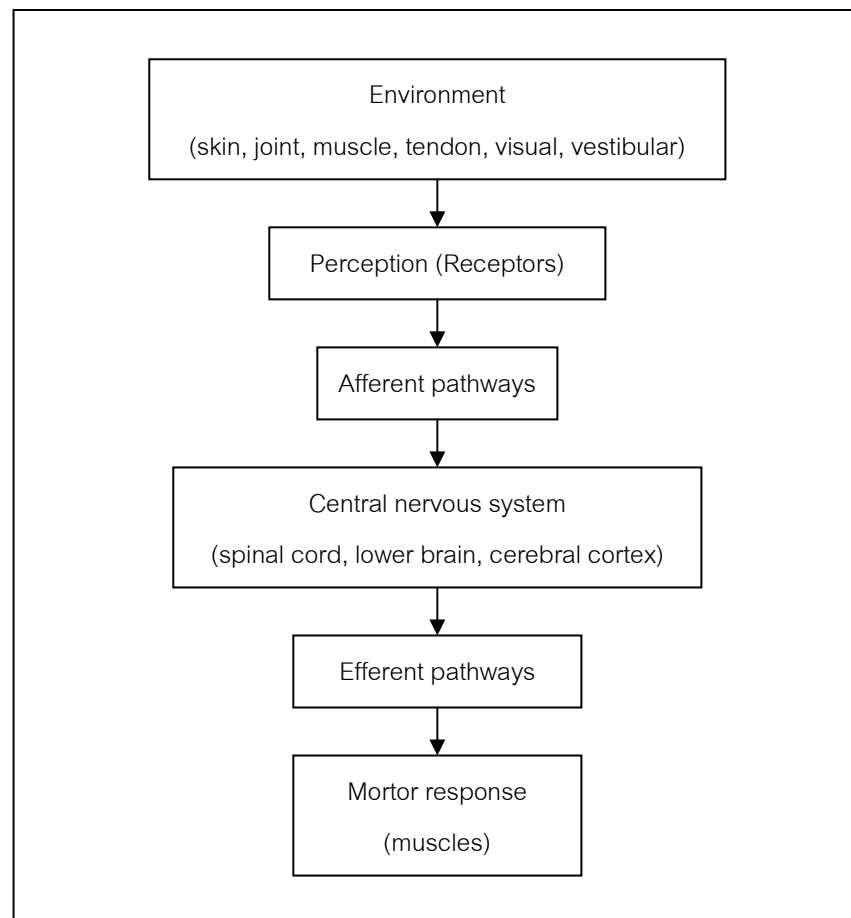 Environment
(skin, joint, muscle, tendon, visual, vestibular)
Perception (Receptors)
Afferent pathways
Central nervous system
(spinal cord, lower brain, cerebral cortex)
Efferent pathways
Mortor response
(muscles)